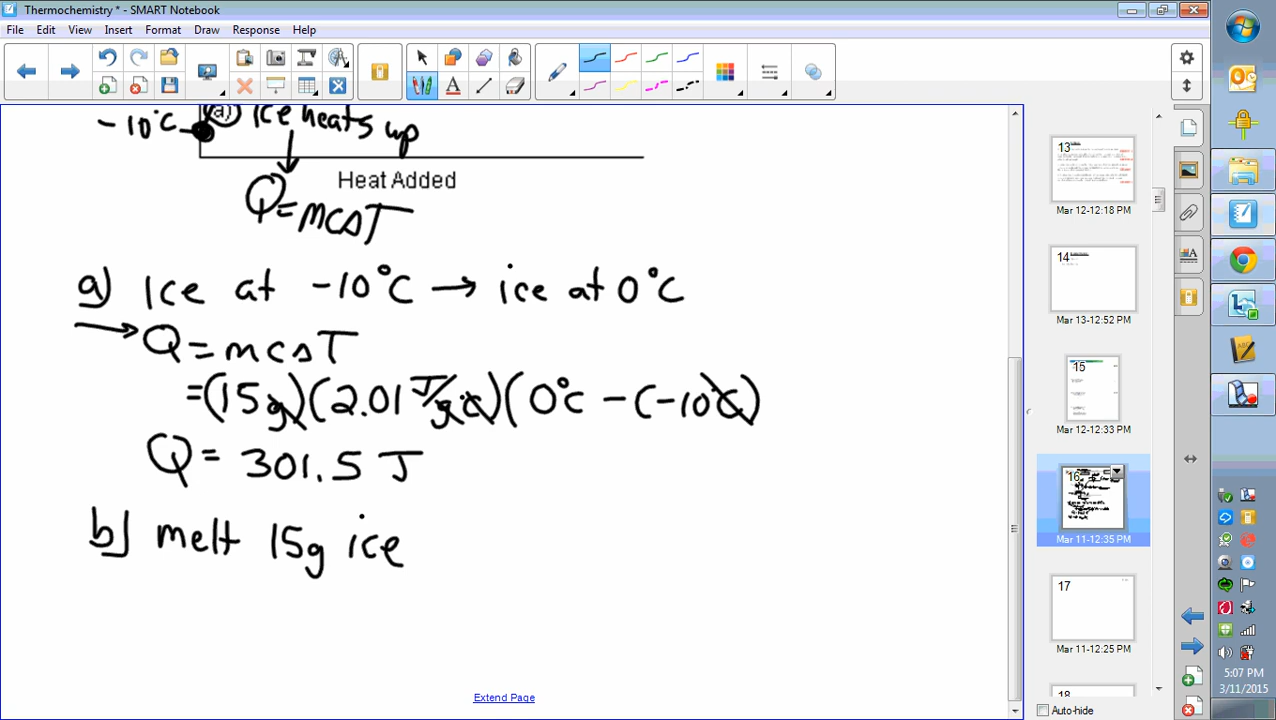 Thermochemistry * - SMART Notebook
File Edit View Insert Format Draw Response Help
-10°C
(a) Ice heats up
Heat Added
Q=mcΔT
a) Ice at -10°C → ice at 0°C
→ Q = mcΔT
=(15g)(2.01 J/g°C)(0°C - (-10°C)
Q = 301.5 J
b) melt 15g ice
Extend Page
13
Mar 12-12:18 PM
14
Mar 13-12:52 PM
15
Mar 12-12:33 PM
16
Mar 11-12:35 PM
17
Mar 11-12:25 PM
18
Auto-hide
5:07 PM
3/11/2015